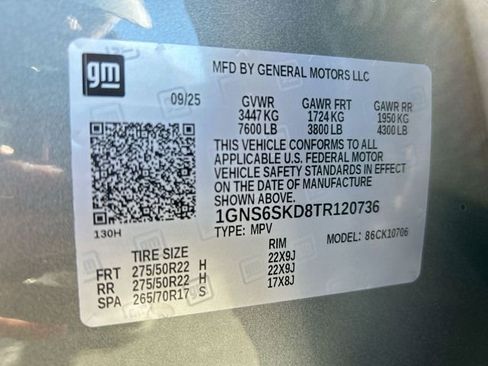 gm
MFD BY GENERAL MOTORS LLC
09/25 GVWR GAWR FRT GAWR RR
3447 KG 1724 KG 1950 KG
7600 LB 3800 LB 4300 LB
THIS VEHICLE CONFORMS TO ALL
APPLICABLE U.S. FEDERAL MOTOR
VEHICLE SAFETY STANDARDS IN EFFECT
ON THE DATE OF MANUFACTURE
SHOWN ABOVE.
1GNS6SKD8TR120736
130H TYPE: MPV MODEL: 86CK10706
TIRE SIZE RIM
FRT 275/50R22 H 22X9J
RR 275/50R22 H 22X9J
SPA 265/70R17 S 17X8J